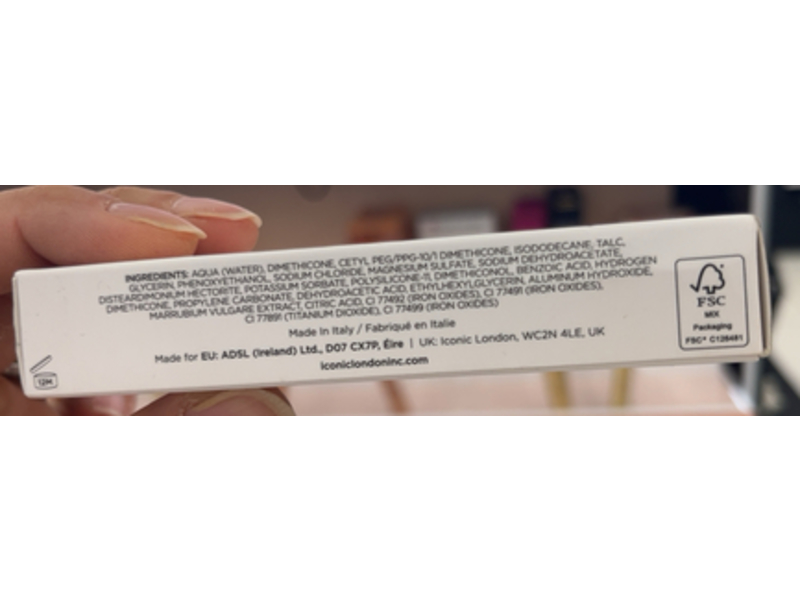 INGREDIENTS: AQUA (WATER), DIMETHICONE, CETYL PEG/PPG-10/1 DIMETHICONE, ISODODECANE, TALC,
GLYCERIN, PHENOXYETHANOL, SODIUM CHLORIDE, MAGNESIUM SULFATE, SODIUM DEHYDROACETATE,
DISTEARDIMONIUM HECTORITE, POTASSIUM SORBATE, POLYSILICONE-11, DIMETHICONOL, BENZOIC ACID, HYDROGEN
DIMETHICONE, PROPYLENE CARBONATE, DEHYDROACETIC ACID, ETHYLHEXYLGLYCERIN, ALUMINUM HYDROXIDE,
MARRUBIUM VULGARE EXTRACT, CITRIC ACID, CI 77492 (IRON OXIDES), CI 77491 (IRON OXIDES),
CI 77891 (TITANIUM DIOXIDE), CI 77499 (IRON OXIDES)
Made In Italy / Fabriqué en Italie
Made for EU: ADSL (Ireland) Ltd., D07 CX7P, Éire | UK: Iconic London, WC2N 4LE, UK
iconiclondoninc.com
12M
FSC
MIX
Packaging
FSC® C126481